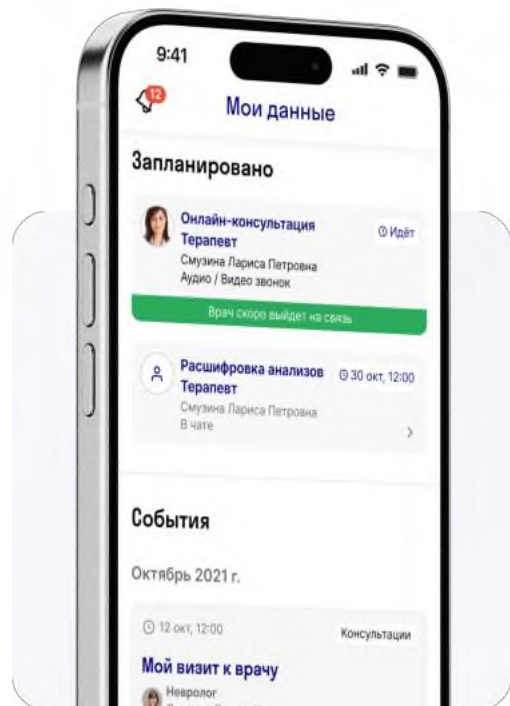 9:41
12
Мои данные
Запланировано
Онлайн-консультация
Идёт
Терапевт
Смузина Лариса Петровна
Аудио / Видео звонок
Врач скоро выйдет на связь
Расшифровка анализов
30 окт, 12:00
Терапевт
Смузина Лариса Петровна
В чате
События
Октябрь 2021 г.
12 окт, 12:00
Консультации
Мой визит к врачу
Невролог